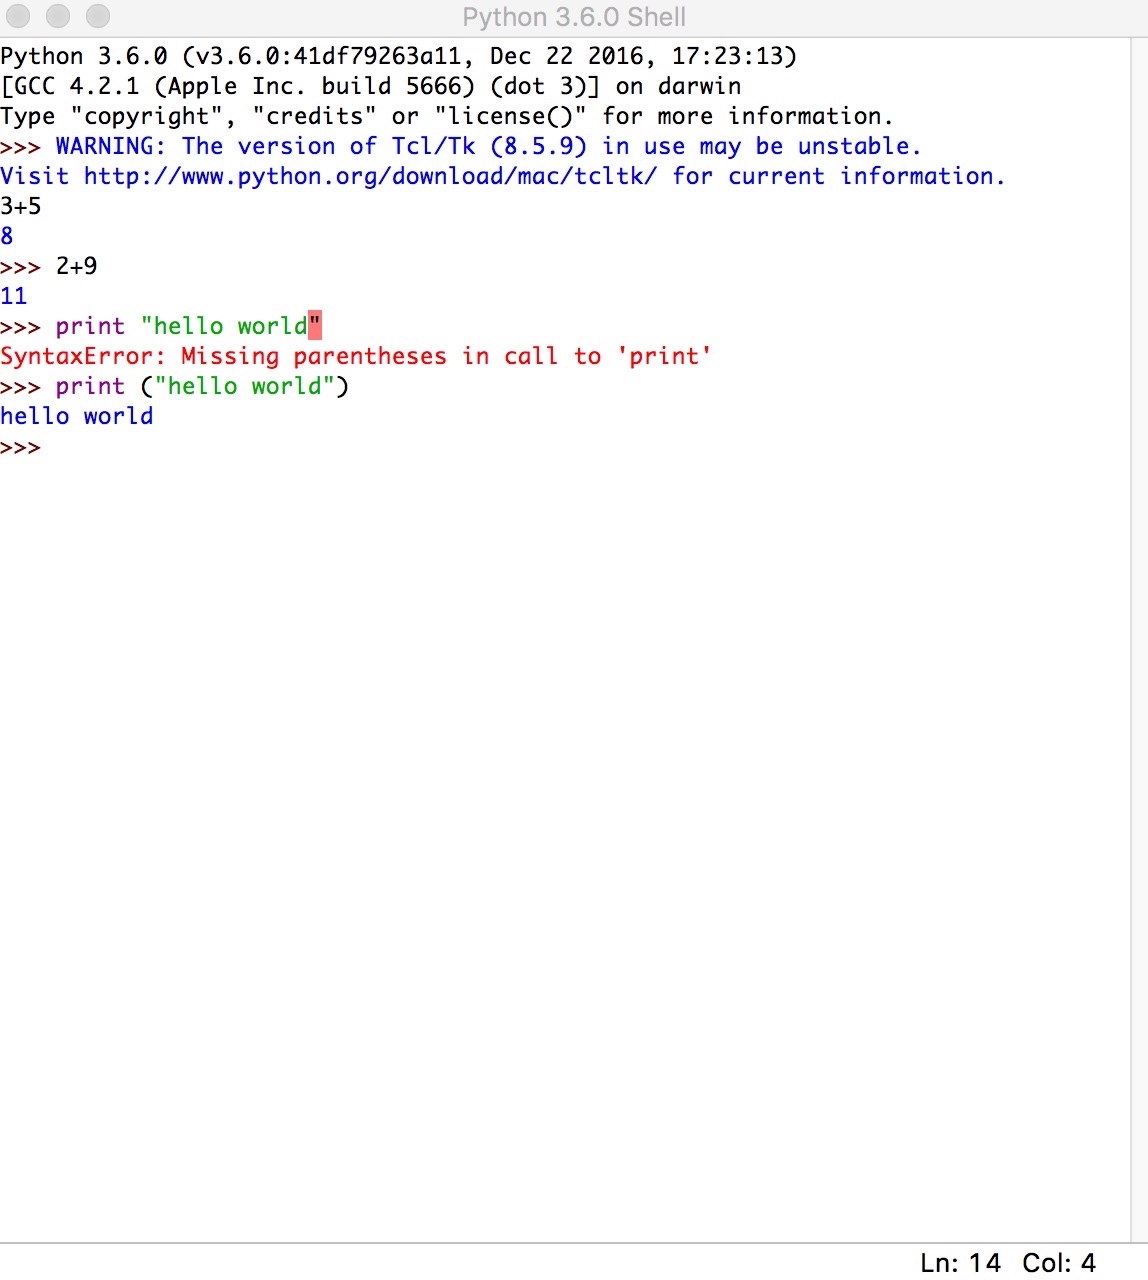 Python 3.6.0 Shell
Python 3.6.0 (v3.6.0:41df79263a11, Dec 22 2016, 17:23:13)
[GCC 4.2.1 (Apple Inc. build 5666) (dot 3)] on darwin
Type "copyright", "credits" or "license()" for more information.
>>> WARNING: The version of Tcl/Tk (8.5.9) in use may be unstable.
Visit http://www.python.org/download/mac/tcltk/ for current information.
3+5
8
>>> 2+9
11
>>> print "hello world"
SyntaxError: Missing parentheses in call to 'print'
>>> print ("hello world")
hello world
>>>
Ln: 14 Col: 4